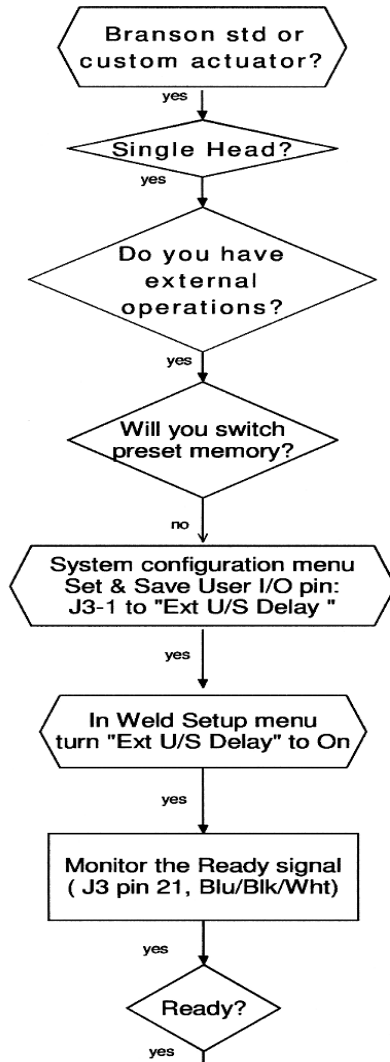 Branson std or
custom actuator?
yes
Single Head?
yes
Do you have
external
operations?
yes
Will you switch
preset memory?
no
System configuration menu
Set & Save User I/O pin:
J3-1 to "Ext U/S Delay "
yes
In Weld Setup menu
turn "Ext U/S Delay" to On
yes
Monitor the Ready signal
( J3 pin 21, Blu/Blk/Wht)
yes
Ready?
yes